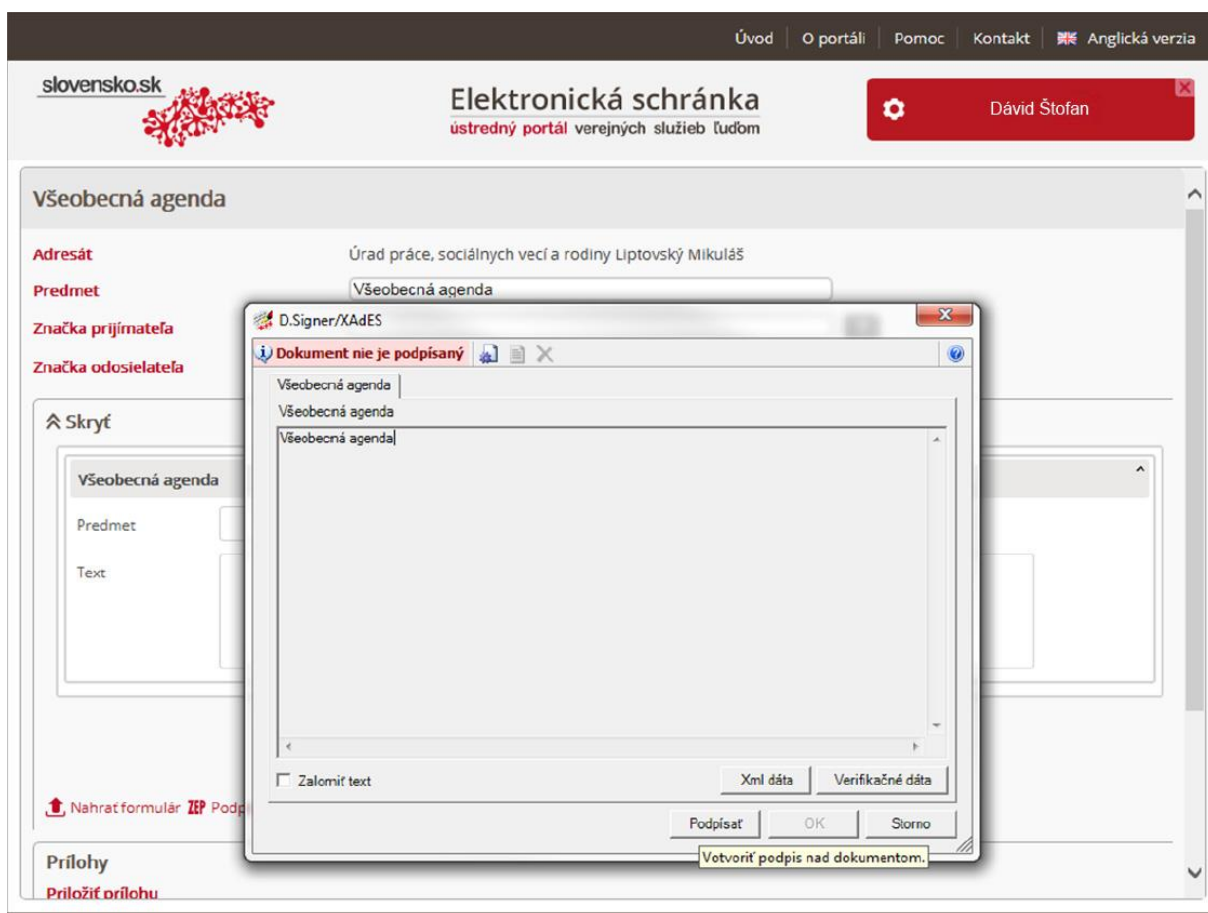 Úvod O portáli Pomoc Kontakt Anglická verzia
slovensko.sk
Elektronická schránka
ústredný portál verejných služieb ľuďom
Dávid Štofan
Všeobecná agenda
Adresát Úrad práce, sociálnych vecí a rodiny Liptovský Mikuláš
Predmet Všeobecná agenda
Značka prijímateľa
Značka odosielateľa
D.Signer/XAdES
Dokument nie je podpísaný
Všeobecná agenda
Všeobecná agenda
Všeobecná agenda
Skryť
Všeobecná agenda
Predmet
Text
Zalomiť text Xml dáta Verifikačné dáta
Podpísať OK Storno
Votvoriť podpis nad dokumentom.
Nahrať formulár ZEP
Prílohy
Priložiť prílohu